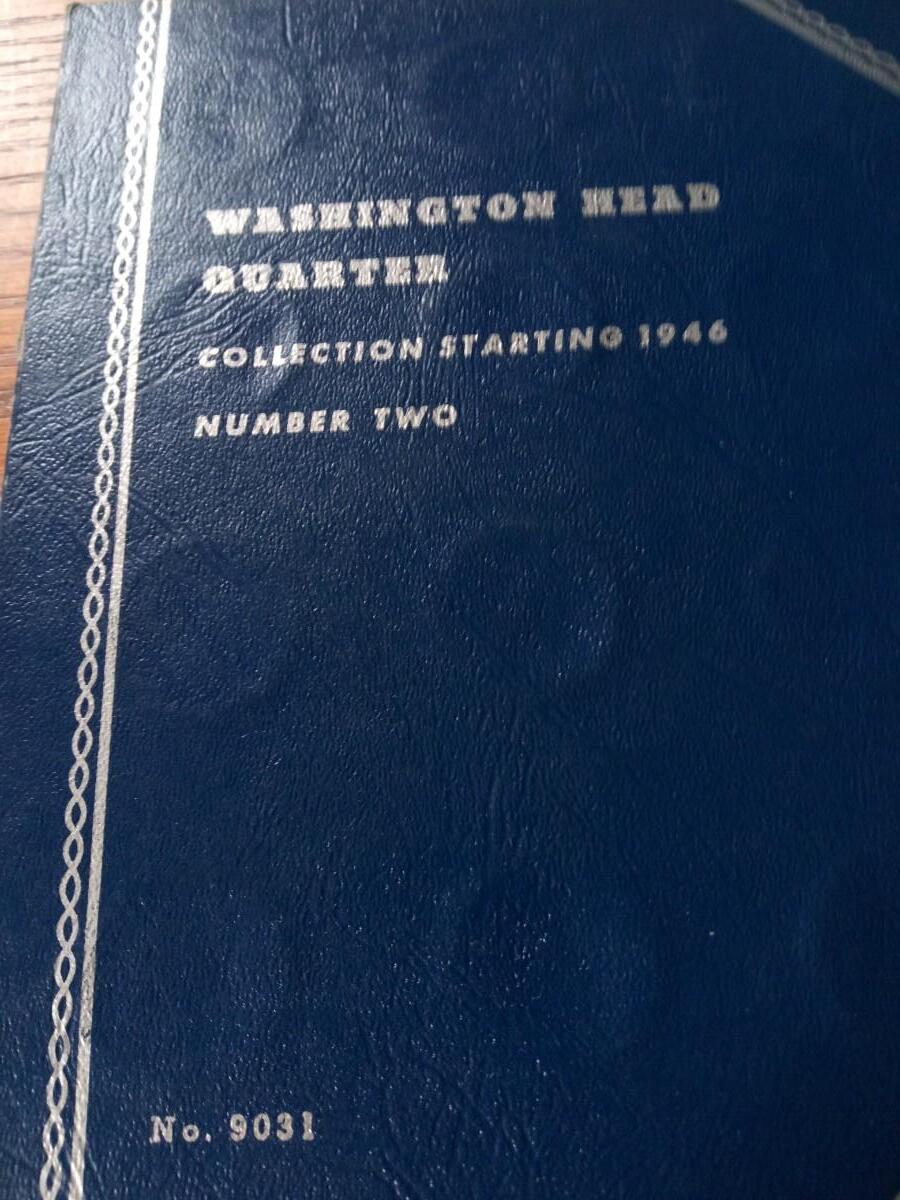 WASHINGTON HEAD
QUARTER
COLLECTION STARTING 1946
NUMBER TWO
No. 9031